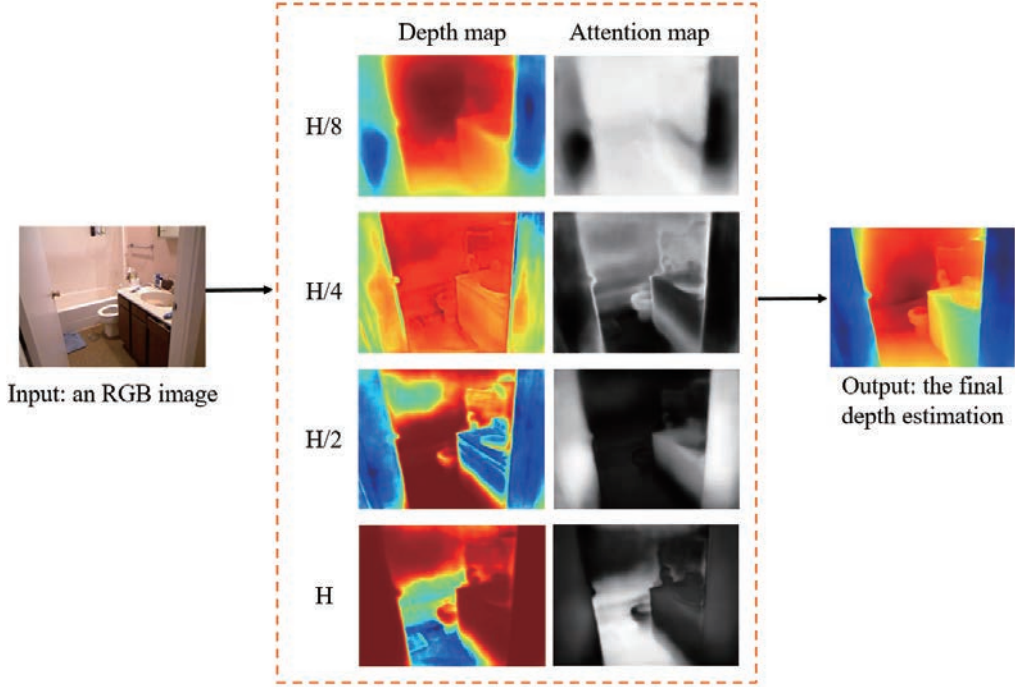 Depth map
Attention map
H/8
H/4
H/2
H
Input: an RGB image
Output: the final
depth estimation